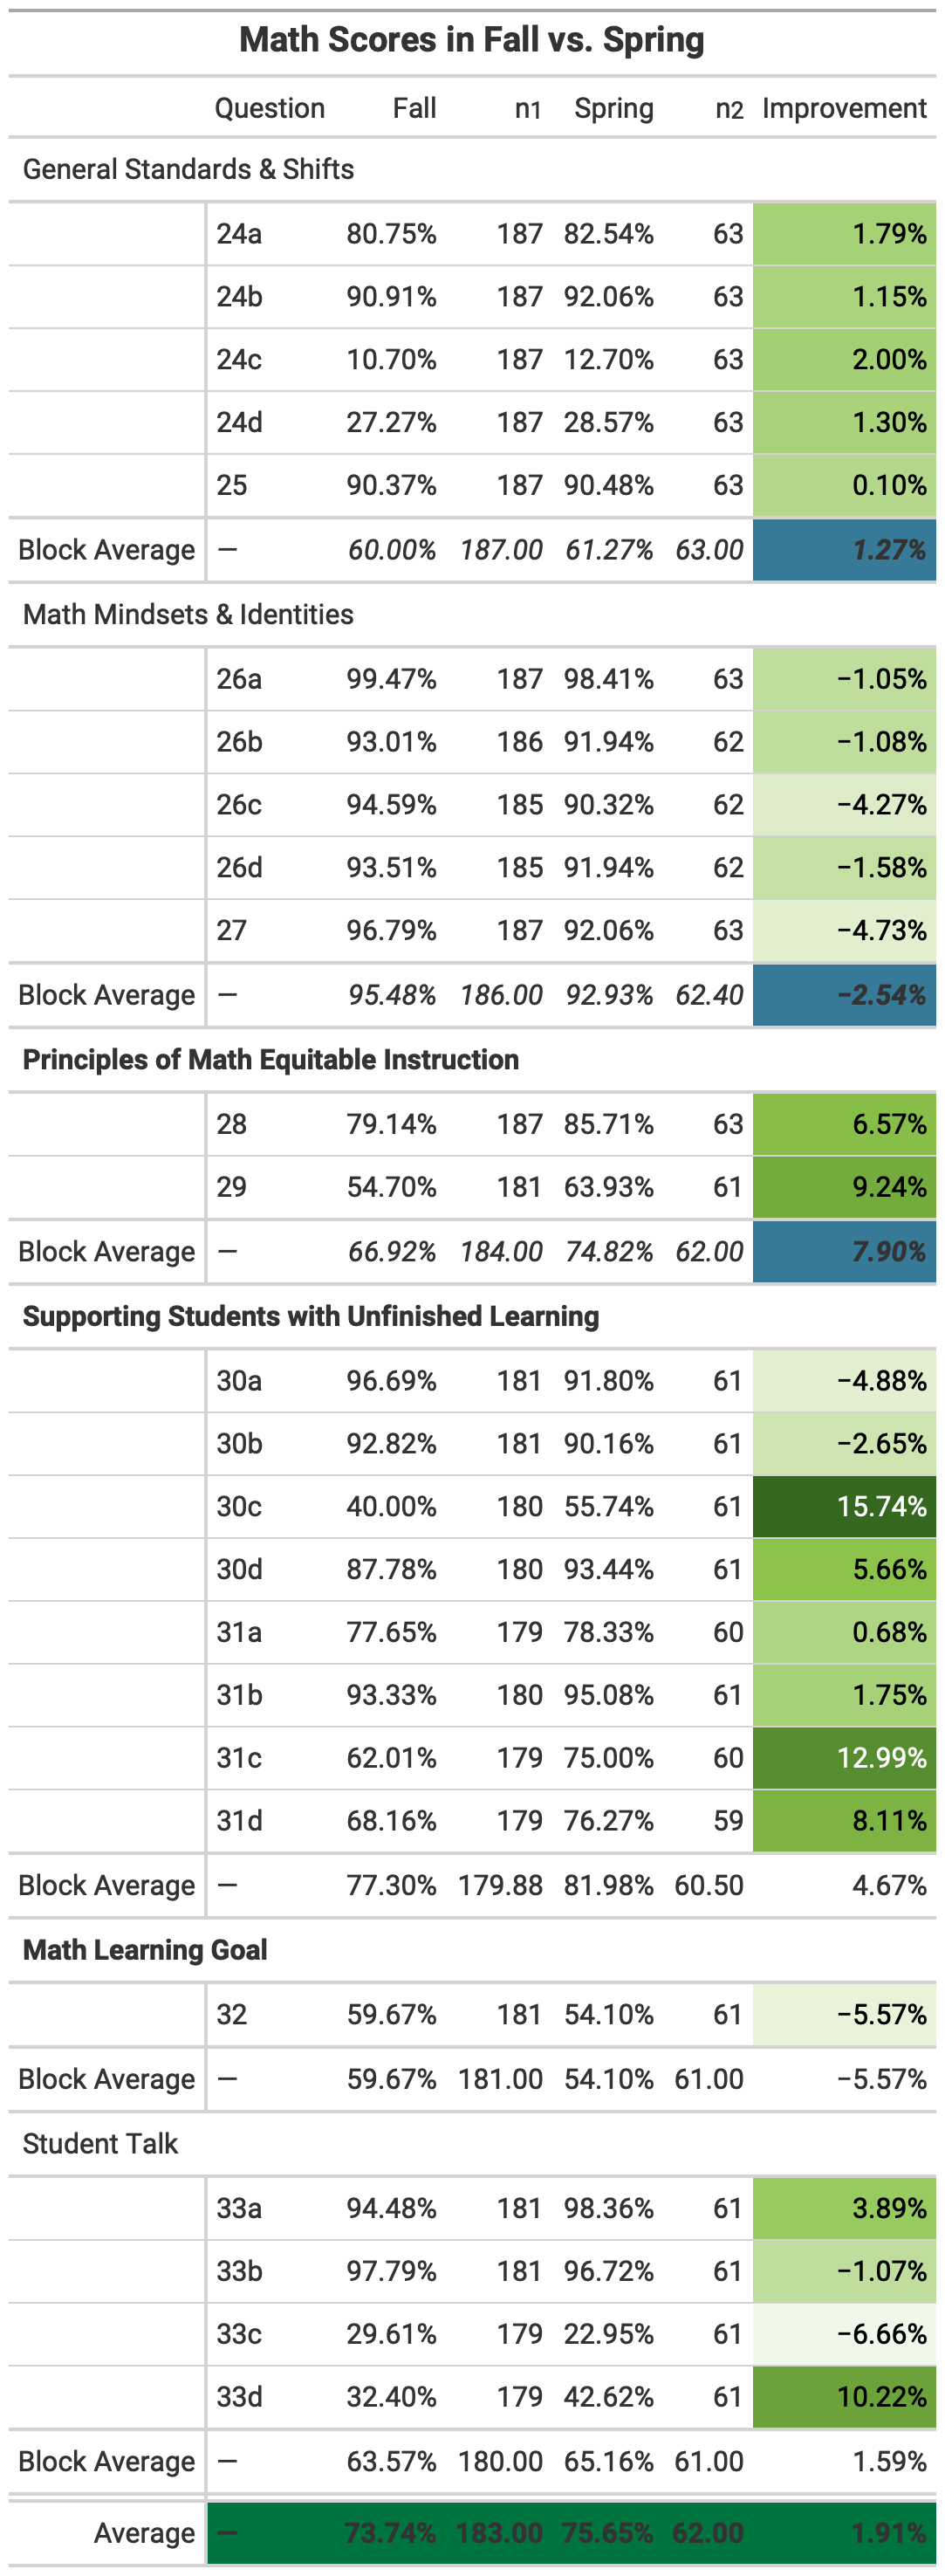 Math Scores in Fall vs. Spring
Question Fall n1 Spring n2 Improvement
General Standards & Shifts
24a 80.75% 187 82.54% 63 1.79%
24b 90.91% 187 92.06% 63 1.15%
24c 10.70% 187 12.70% 63 2.00%
24d 27.27% 187 28.57% 63 1.30%
25 90.37% 187 90.48% 63 0.10%
Block Average — 60.00% 187.00 61.27% 63.00 1.27%
Math Mindsets & Identities
26a 99.47% 187 98.41% 63 −1.05%
26b 93.01% 186 91.94% 62 −1.08%
26c 94.59% 185 90.32% 62 −4.27%
26d 93.51% 185 91.94% 62 −1.58%
27 96.79% 187 92.06% 63 −4.73%
Block Average — 95.48% 186.00 92.93% 62.40 −2.54%
Principles of Math Equitable Instruction
28 79.14% 187 85.71% 63 6.57%
29 54.70% 181 63.93% 61 9.24%
Block Average — 66.92% 184.00 74.82% 62.00 7.90%
Supporting Students with Unfinished Learning
30a 96.69% 181 91.80% 61 −4.88%
30b 92.82% 181 90.16% 61 −2.65%
30c 40.00% 180 55.74% 61 15.74%
30d 87.78% 180 93.44% 61 5.66%
31a 77.65% 179 78.33% 60 0.68%
31b 93.33% 180 95.08% 61 1.75%
31c 62.01% 179 75.00% 60 12.99%
31d 68.16% 179 76.27% 59 8.11%
Block Average — 77.30% 179.88 81.98% 60.50 4.67%
Math Learning Goal
32 59.67% 181 54.10% 61 −5.57%
Block Average — 59.67% 181.00 54.10% 61.00 −5.57%
Student Talk
33a 94.48% 181 98.36% 61 3.89%
33b 97.79% 181 96.72% 61 −1.07%
33c 29.61% 179 22.95% 61 −6.66%
33d 32.40% 179 42.62% 61 10.22%
Block Average — 63.57% 180.00 65.16% 61.00 1.59%
Average — 73.74% 183.00 75.65% 62.00 1.91%